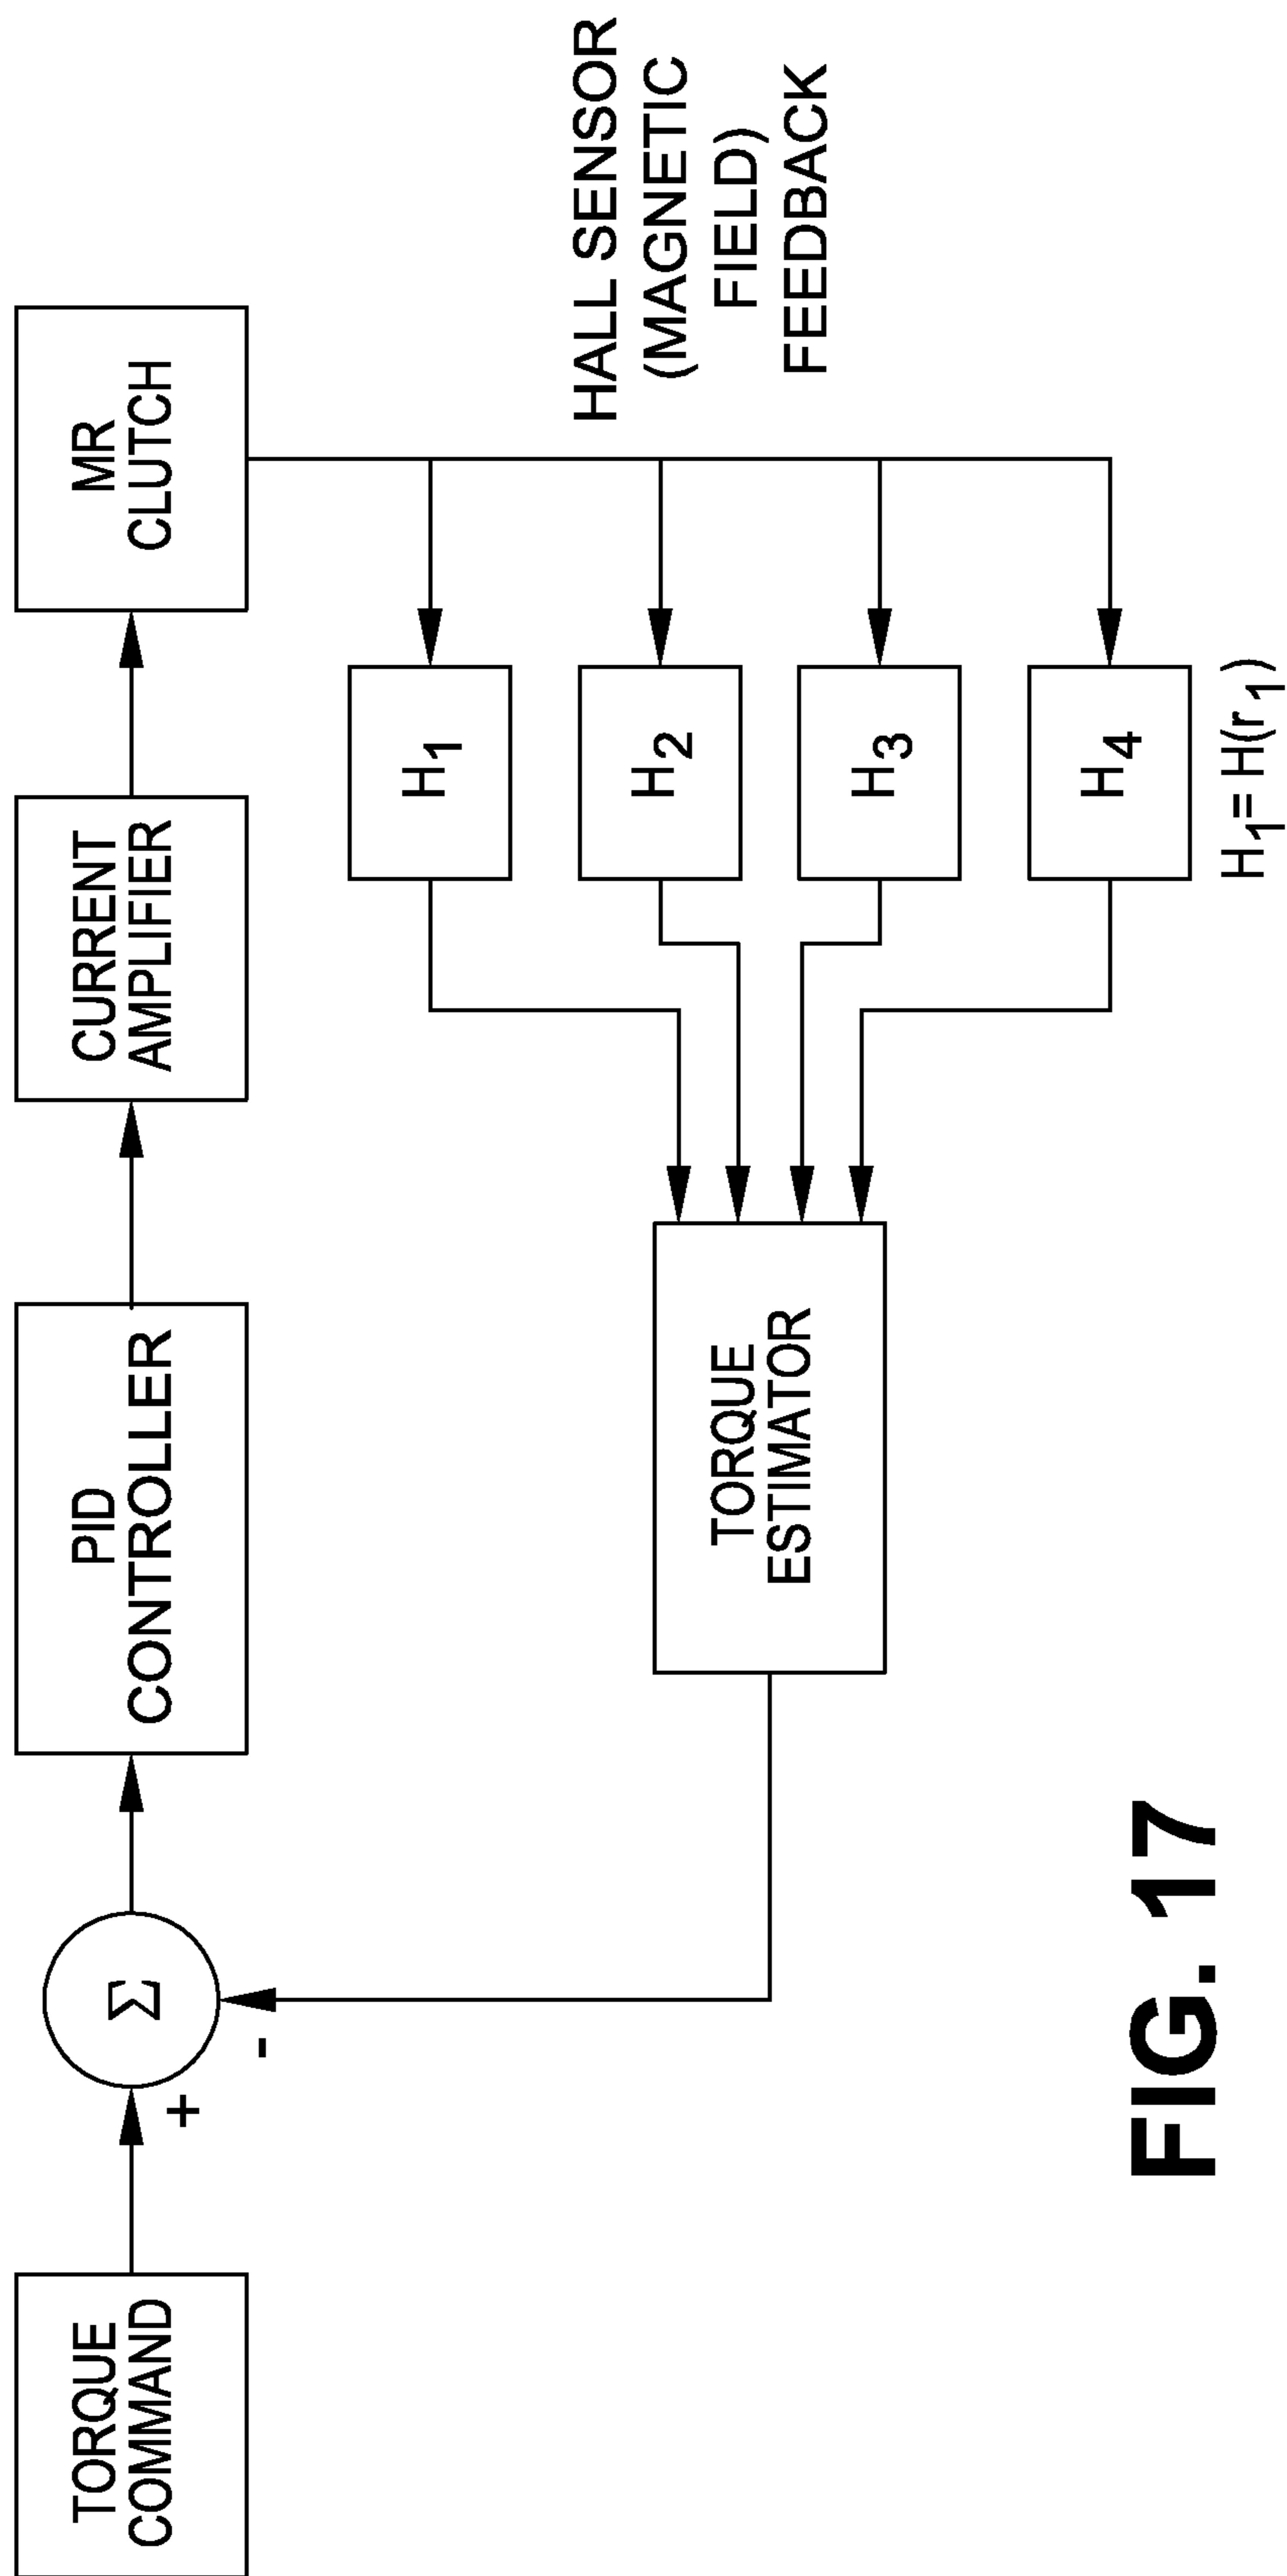 TORQUE
COMMAND
+
-
Σ
PID
CONTROLLER
CURRENT
AMPLIFIER
MR
CLUTCH
HALL SENSOR
(MAGNETIC
FIELD)
FEEDBACK
H1
H2
H3
H4
H1= H(r1)
TORQUE
ESTIMATOR
FIG. 17